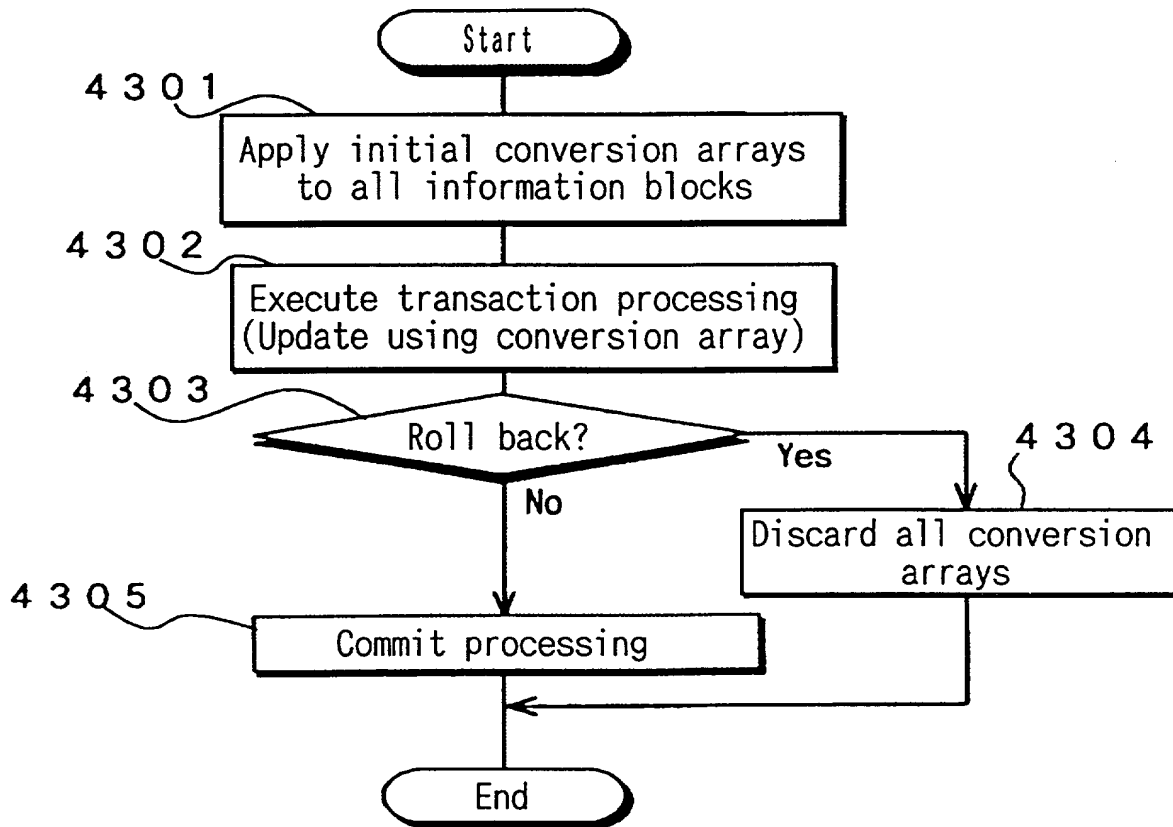 Start
4301
Apply initial conversion arrays
to all information blocks
4302
Execute transaction processing
(Update using conversion array)
4303
Roll back?
Yes
4304
No
Discard all conversion
arrays
4305
Commit processing
End